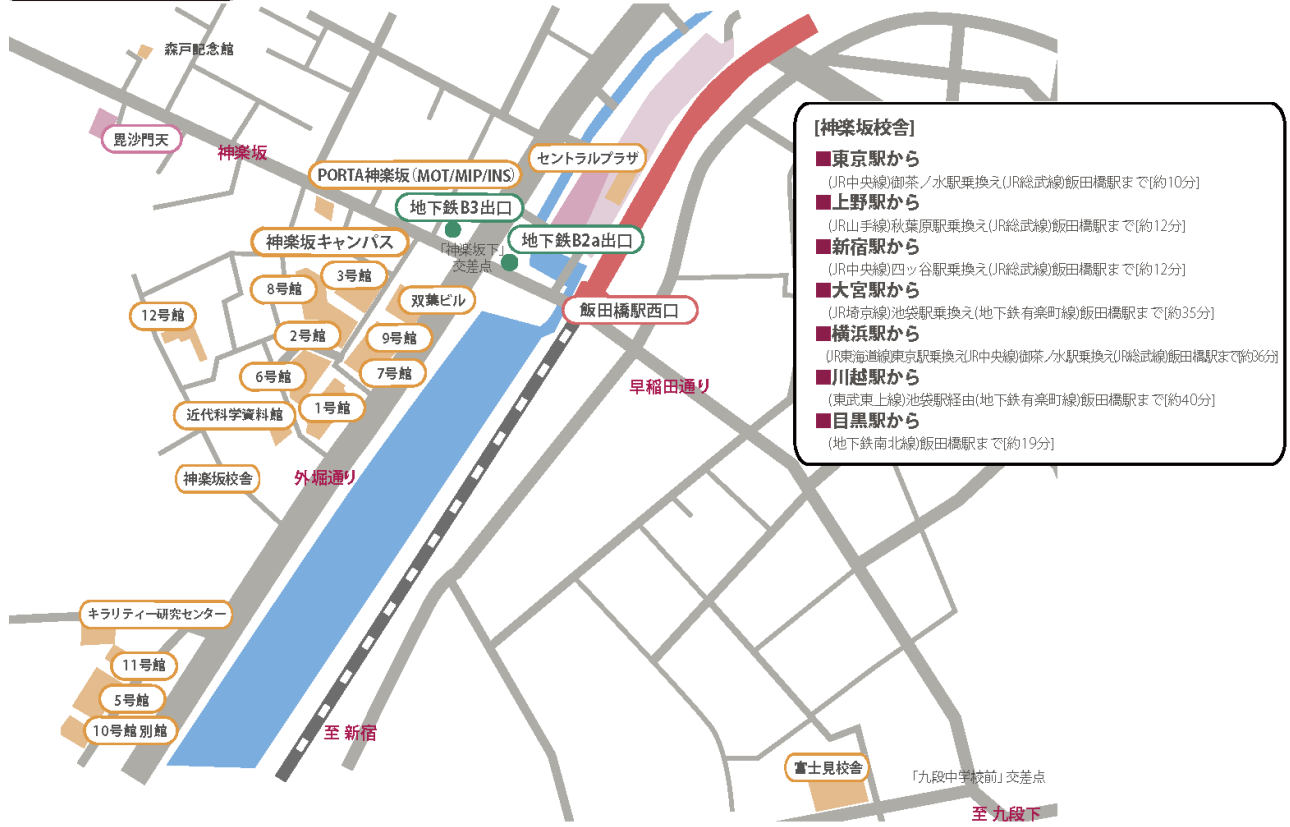 森戸記念館
毘沙門天
神楽坂
セントラルプラザ
PORTA神楽坂(MOT/MIP/INS)
地下鉄B3出口
神楽坂キャンパス
「神楽坂下」
交差点
地下鉄B2a出口
3号館
8号館
双葉ビル
飯田橋駅西口
12号館
2号館
9号館
6号館
7号館
早稲田通り
近代科学資料館
1号館
神楽坂校舎
外堀通り
キラリティー研究センター
11号館
5号館
10号館 別館
至 新宿
富士見校舎
「九段中学校前」交差点
至 九段下
[神楽坂校舎]
■東京駅から
(JR中央線)御茶ノ水駅乗換え(JR総武線)飯田橋駅まで[約10分]
■上野駅から
(JR山手線)秋葉原駅乗換え(JR総武線)飯田橋駅まで[約12分]
■新宿駅から
(JR中央線)四ッ谷駅乗換え(JR総武線)飯田橋駅まで[約12分]
■大宮駅から
(JR埼京線)池袋駅乗換え(地下鉄有楽町線)飯田橋駅まで[約35分]
■横浜駅から
(JR東海道線)東京駅乗換え(JR中央線)御茶ノ水駅乗換え(JR総武線)飯田橋駅まで[約36分]
■川越駅から
(東武東上線)池袋駅経由(地下鉄有楽町線)飯田橋駅まで[約40分]
■目黒駅から
(地下鉄南北線)飯田橋駅まで[約19分]